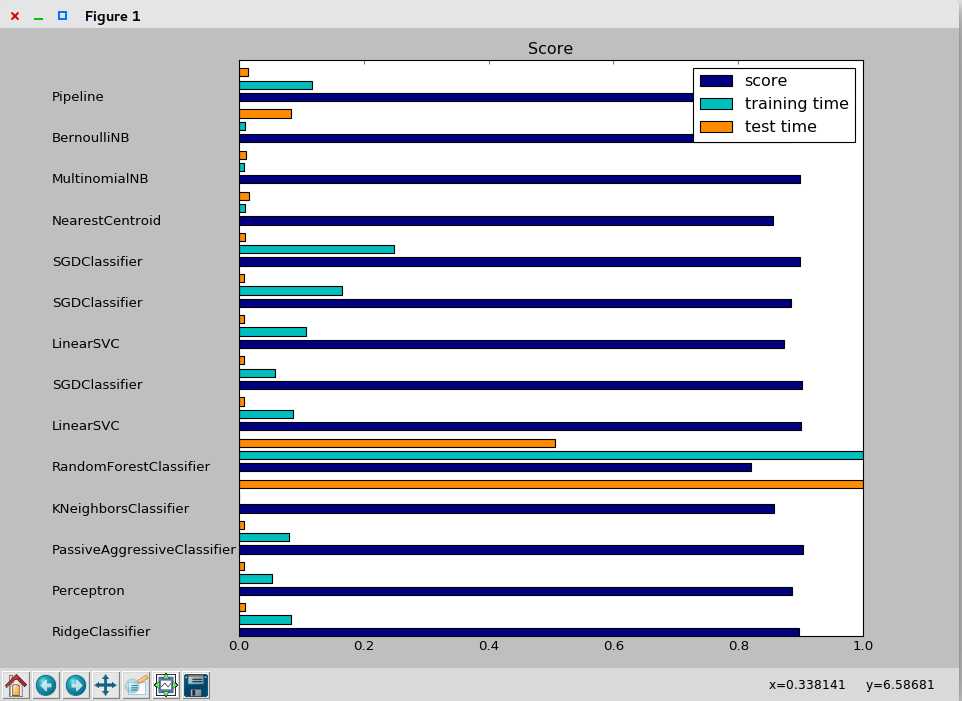 Figure 1
Score
score
training time
test time
Pipeline
BernoulliNB
MultinomialNB
NearestCentroid
SGDClassifier
SGDClassifier
LinearSVC
SGDClassifier
LinearSVC
RandomForestClassifier
KNeighborsClassifier
PassiveAggressiveClassifier
Perceptron
RidgeClassifier
0.0 0.2 0.4 0.6 0.8 1.0
x=0.338141 y=6.58681